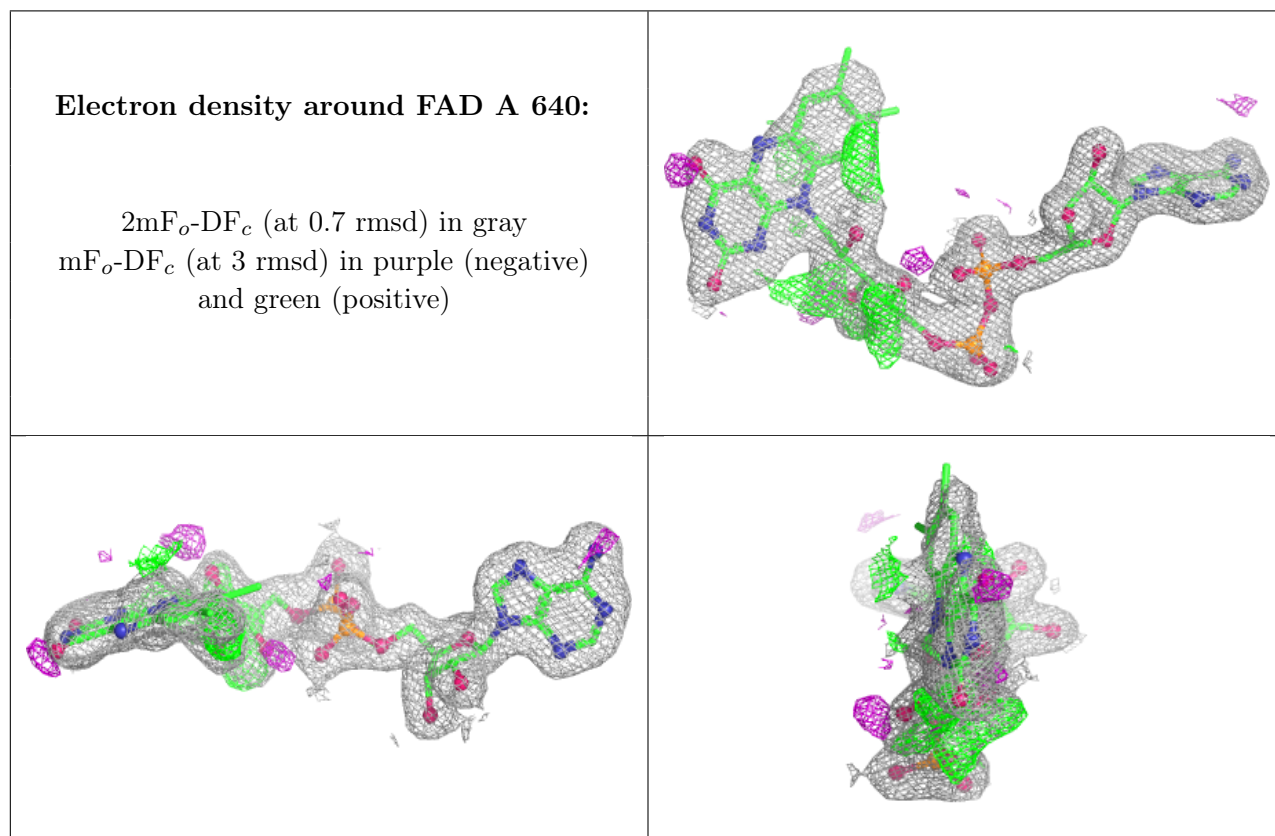 Electron density around FAD A 640:
2mFo-DFc (at 0.7 rmsd) in gray
mFo-DFc (at 3 rmsd) in purple (negative)
and green (positive)